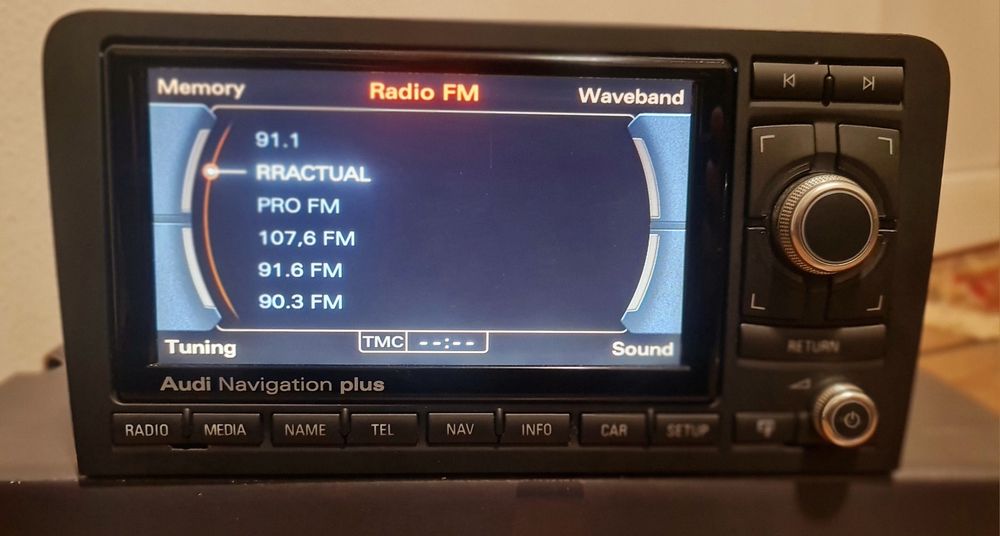 Memory
Radio FM
Waveband
91.1
RRACTUAL
PRO FM
107,6 FM
91.6 FM
90.3 FM
Tuning
TMC --:--
Sound
Audi Navigation plus
RETURN
RADIO
MEDIA
NAME
TEL
NAV
INFO
CAR
SETUP